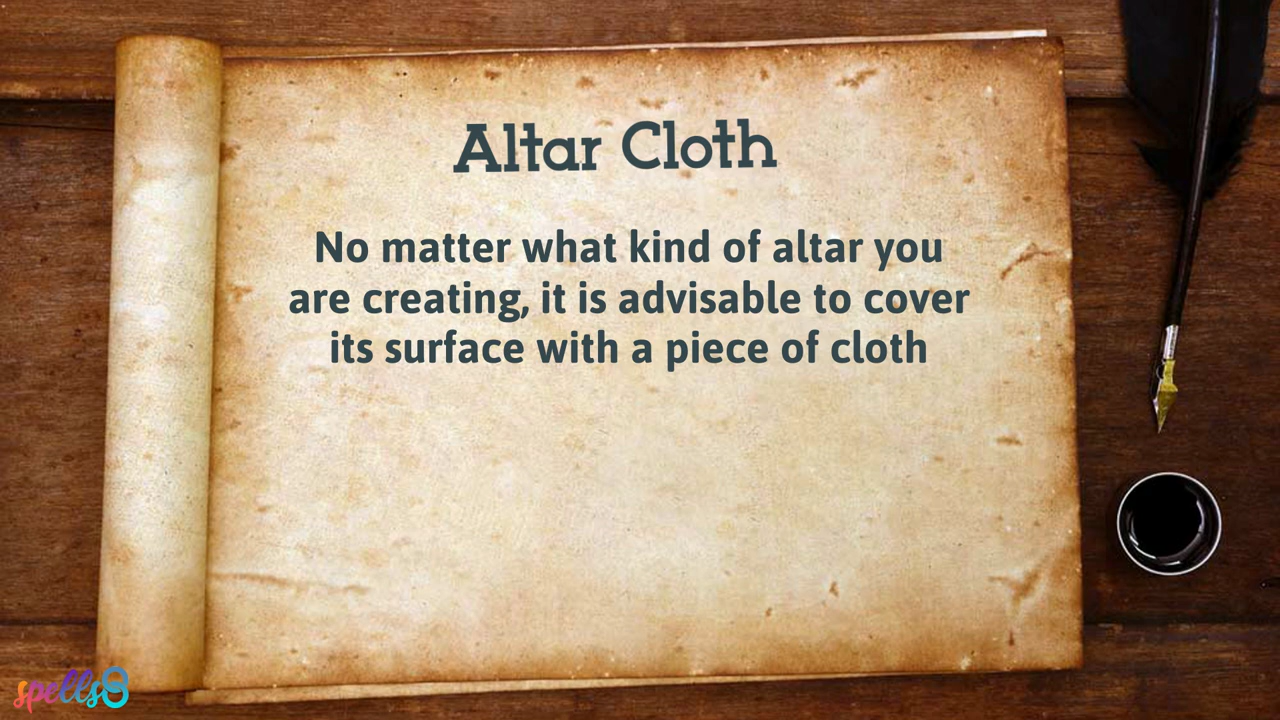 Altar Cloth
No matter what kind of altar you
are creating, it is advisable to cover
its surface with a piece of cloth
spells8